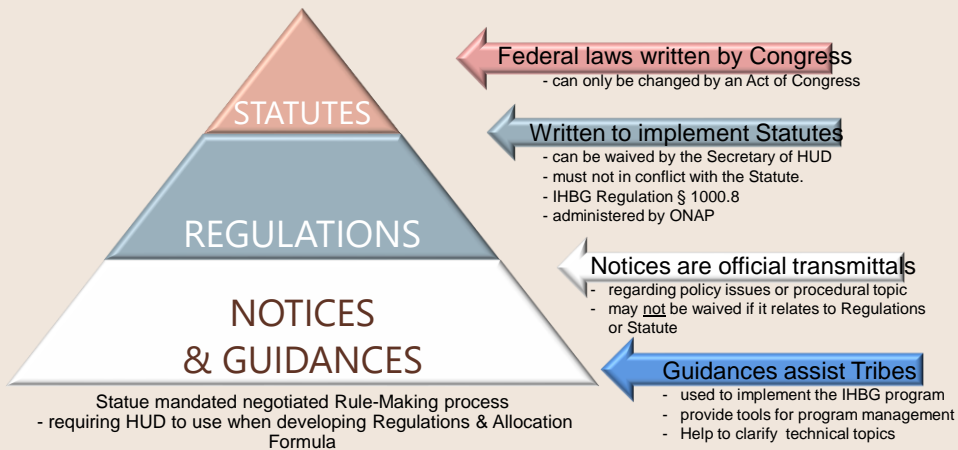 STATUTES
Federal laws written by Congress
- can only be changed by an Act of Congress
REGULATIONS
Written to implement Statutes
- can be waived by the Secretary of HUD
- must not in conflict with the Statute.
- IHBG Regulation § 1000.8
- administered by ONAP
NOTICES
& GUIDANCES
Notices are official transmittals
- regarding policy issues or procedural topic
- may not be waived if it relates to Regulations
or Statute
Guidances assist Tribes
- used to implement the IHBG program
- provide tools for program management
- Help to clarify technical topics
Statue mandated negotiated Rule-Making process
- requiring HUD to use when developing Regulations & Allocation
Formula